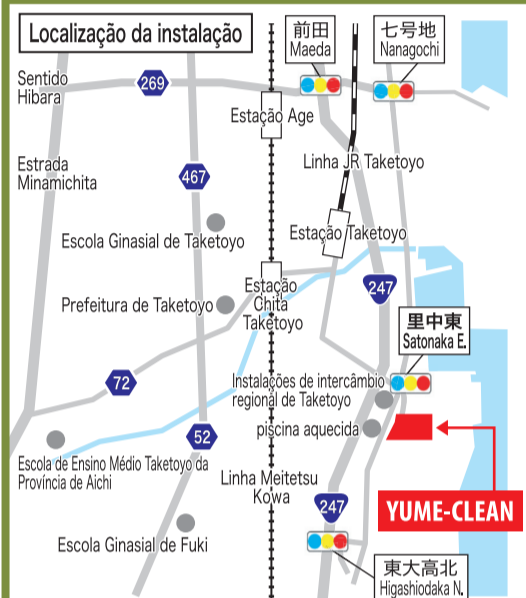 Localização da instalação
前田
Maeda
七号地
Nanagochi
Sentido
Hibara
269
Estação Age
Estrada
Minamichita
467
Linha JR Taketoyo
Escola Ginasial de Taketoyo
Estação Taketoyo
Estação
Chita
Taketoyo
247
Prefeitura de Taketoyo
里中東
Satonaka E.
72
Instalações de intercâmbio
regional de Taketoyo
piscina aquecida
52
Escola de Ensino Médio Taketoyo da
Província de Aichi
Linha Meitetsu
Kowa
247
YUME-CLEAN
Escola Ginasial de Fuki
東大高北
Higashiodaka N.